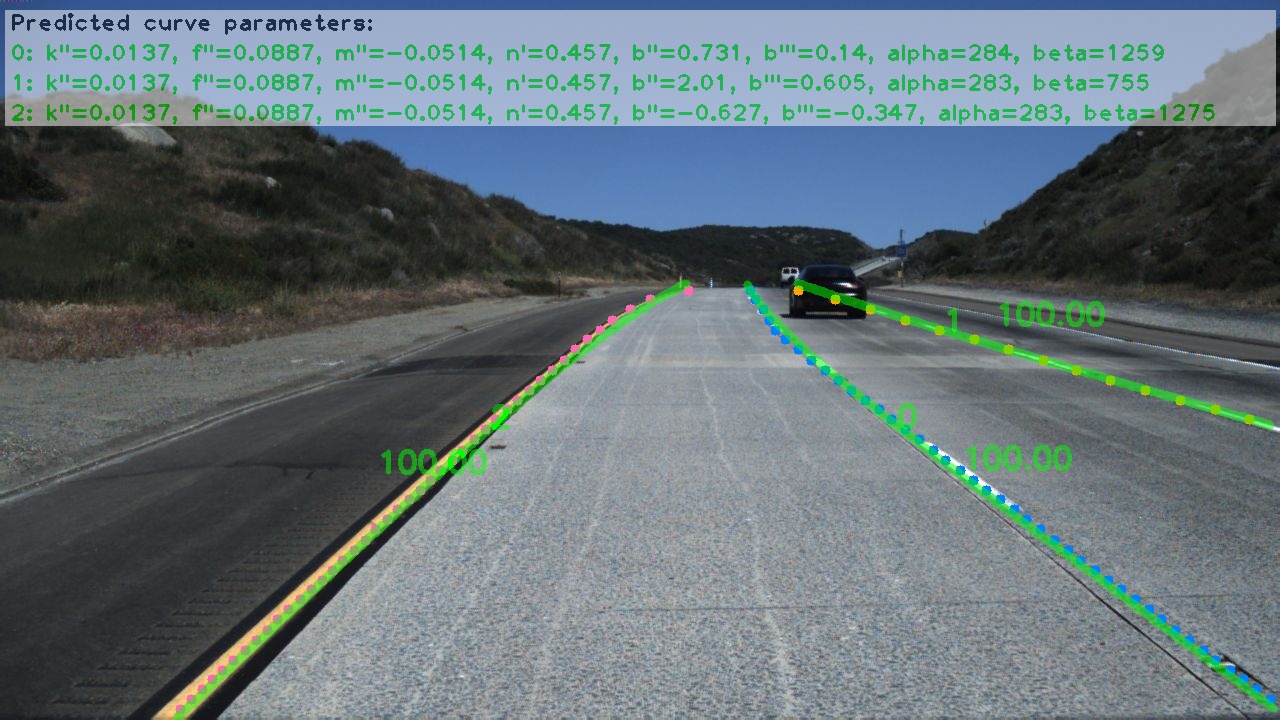 Predicted curve parameters:
0: k''=0.0137, f''=0.0887, m''=-0.0514, n'=0.457, b''=0.731, b'''=0.14, alpha=284, beta=1259
1: k''=0.0137, f''=0.0887, m''=-0.0514, n'=0.457, b''=2.01, b'''=0.605, alpha=283, beta=755
2: k''=0.0137, f''=0.0887, m''=-0.0514, n'=0.457, b''=-0.627, b'''=-0.347, alpha=283, beta=1275
1 100.00
2 0
100.00 100.00